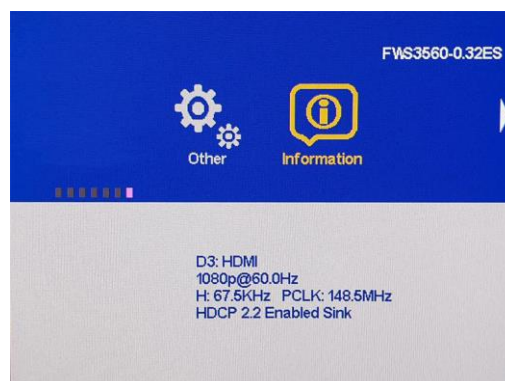 FWS3560-0.32ES
Other
Information
D3: HDMI
1080p@60.0Hz
H: 67.5KHz PCLK: 148.5MHz
HDCP 2.2 Enabled Sink